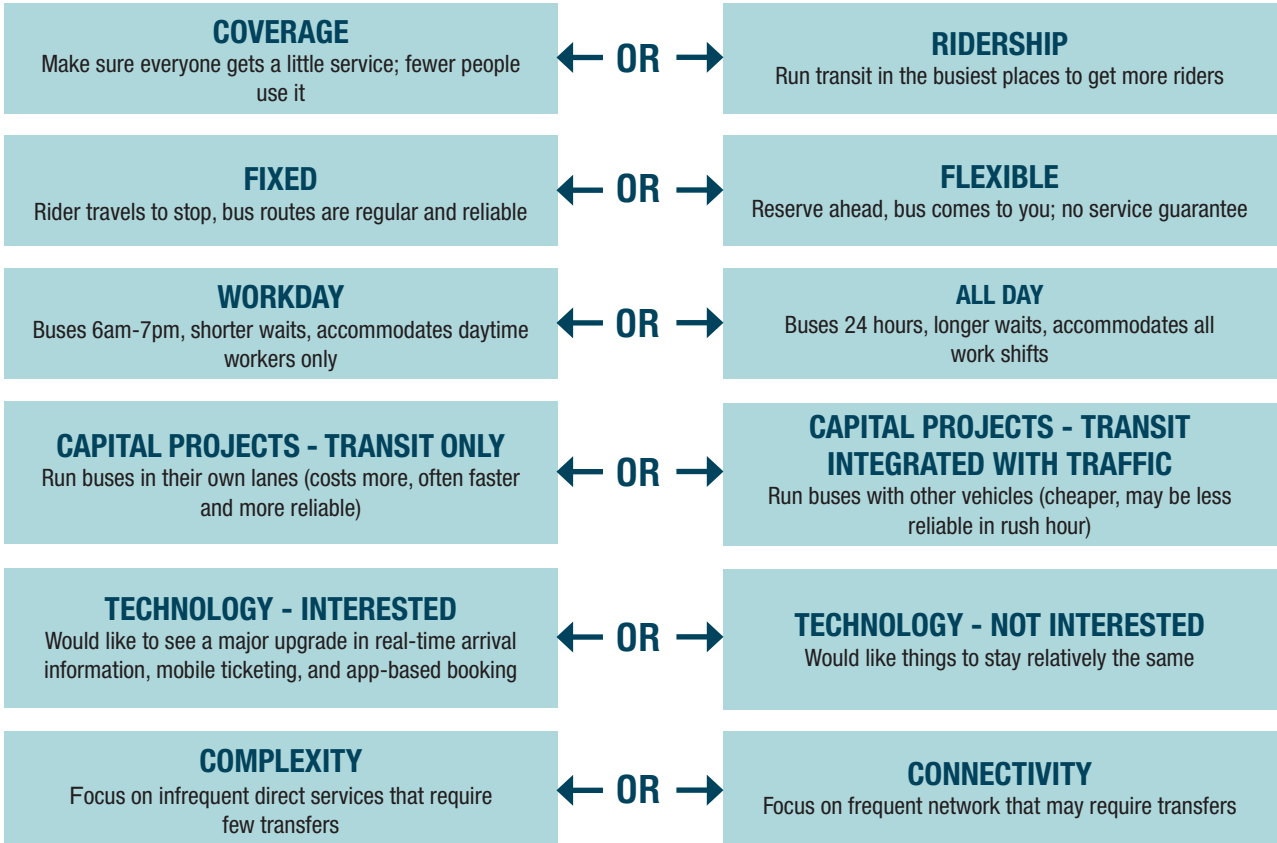 COVERAGE
Make sure everyone gets a little service; fewer people
use it
OR
RIDERSHIP
Run transit in the busiest places to get more riders
FIXED
Rider travels to stop, bus routes are regular and reliable
OR
FLEXIBLE
Reserve ahead, bus comes to you; no service guarantee
WORKDAY
Buses 6am-7pm, shorter waits, accommodates daytime
workers only
OR
ALL DAY
Buses 24 hours, longer waits, accommodates all
work shifts
CAPITAL PROJECTS - TRANSIT ONLY
Run buses in their own lanes (costs more, often faster
and more reliable)
OR
CAPITAL PROJECTS - TRANSIT
INTEGRATED WITH TRAFFIC
Run buses with other vehicles (cheaper, may be less
reliable in rush hour)
TECHNOLOGY - INTERESTED
Would like to see a major upgrade in real-time arrival
information, mobile ticketing, and app-based booking
OR
TECHNOLOGY - NOT INTERESTED
Would like things to stay relatively the same
COMPLEXITY
Focus on infrequent direct services that require
few transfers
OR
CONNECTIVITY
Focus on frequent network that may require transfers